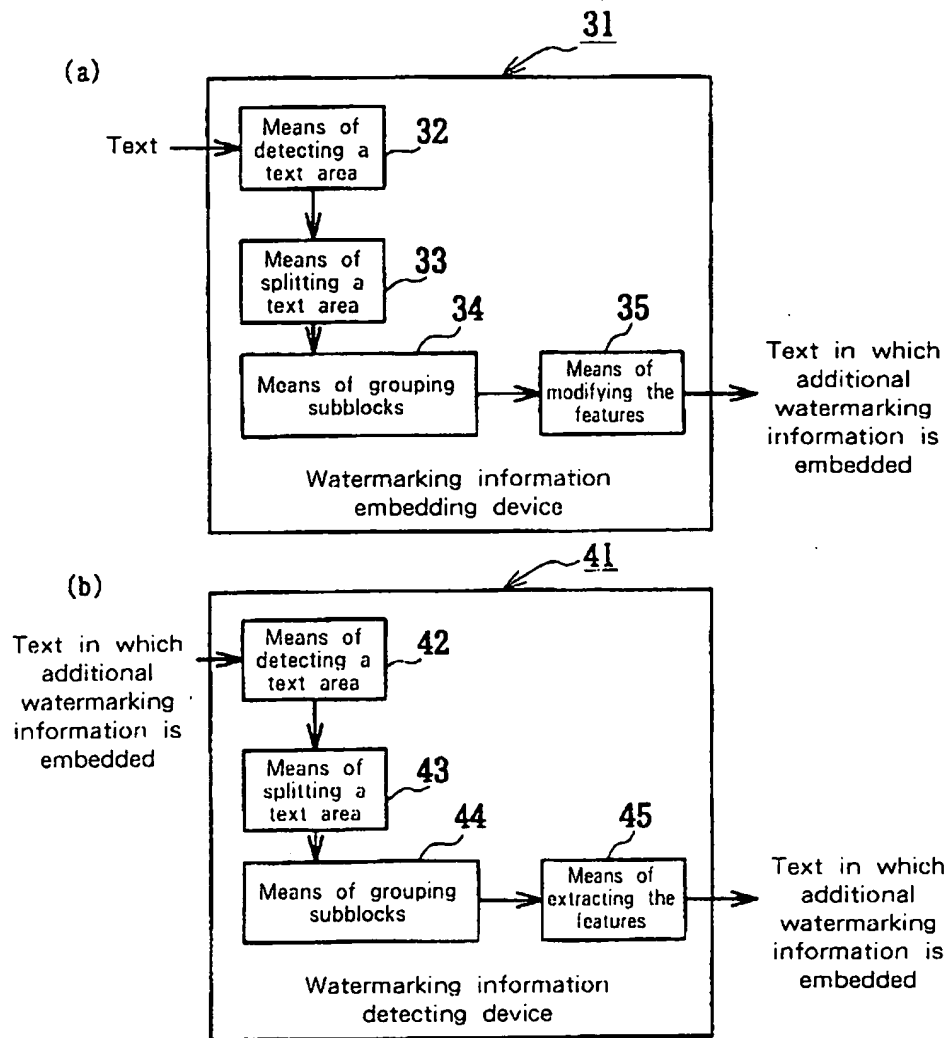 31
(a)
Text
Means of
detecting a
text area
32
Means of
splitting a
text area
33
34
Means of grouping
subblocks
35
Means of
modifying the
features
Text in which
additional
watermarking
information is
embedded
Watermarking information
embedding device
41
(b)
Text in which
additional
watermarking
information is
embedded
Means of
detecting a
text area
42
Means of
splitting a
text area
43
44
Means of grouping
subblocks
45
Means of
extracting the
features
Text in which
additional
watermarking
information is
embedded
Watermarking information
detecting device